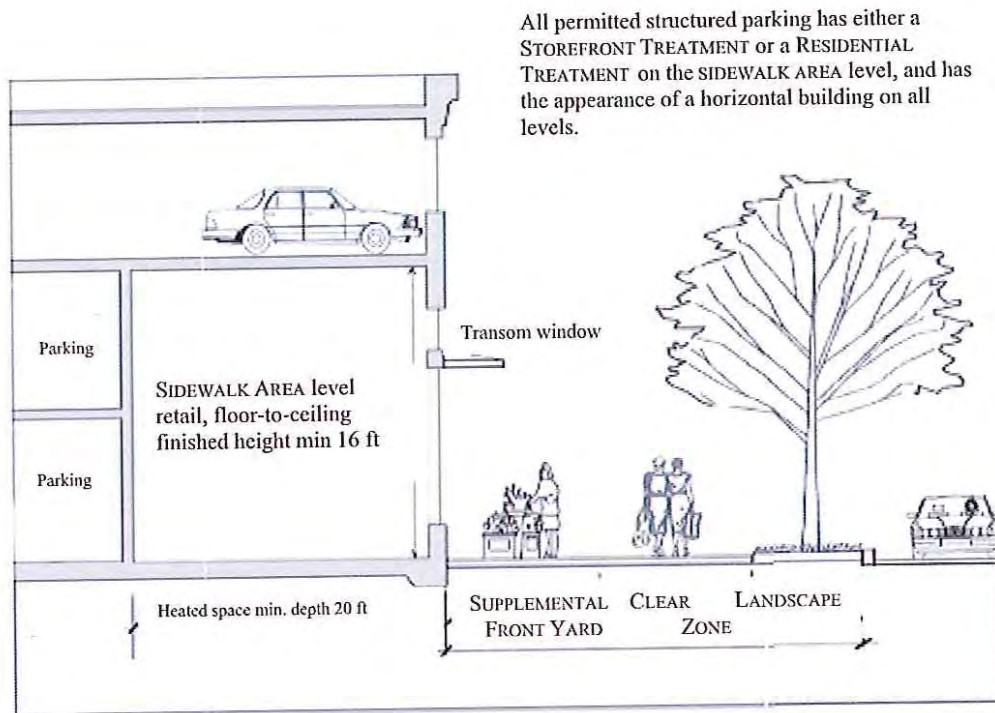 All permitted structured parking has either a
STOREFRONT TREATMENT or a RESIDENTIAL
TREATMENT on the SIDEWALK AREA level, and has
the appearance of a horizontal building on all
levels.
Transom window
Parking
SIDEWALK AREA level
retail, floor-to-ceiling
finished height min 16 ft
Parking
Heated space min. depth 20 ft
SUPPLEMENTAL
FRONT YARD
CLEAR
ZONE
LANDSCAPE